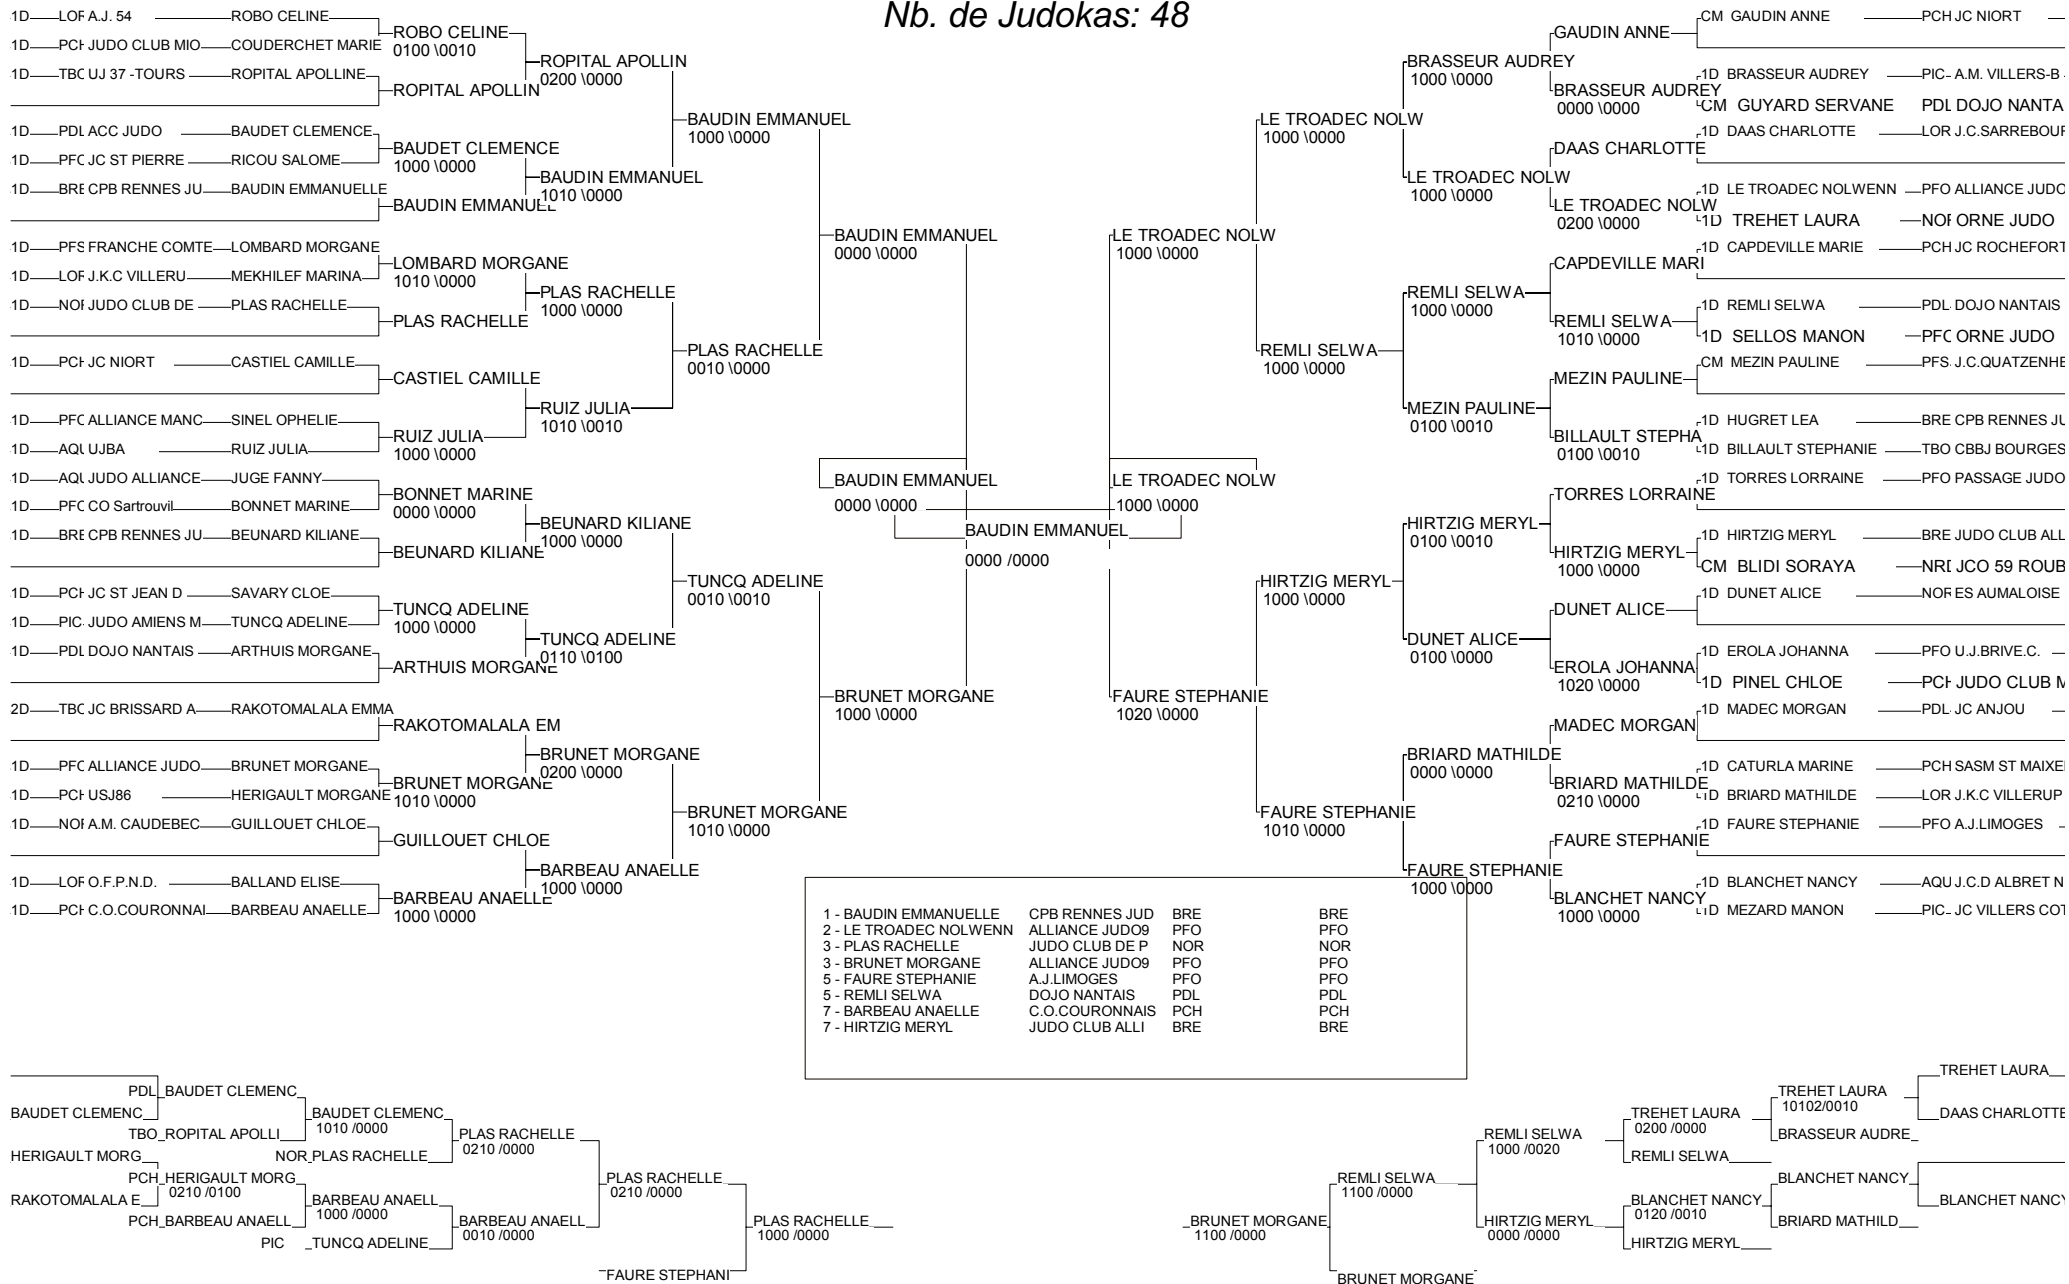 Nb. de Judokas: 48
1D LOR A.J. 54 ROBO CELINE
1D PCH JUDO CLUB MIO COUDERCHET MARIE
1D TBO UJ 37 -TOURS ROPITAL APOLLINE
1D PDL ACC JUDO BAUDET CLEMENCE
1D PFO JC ST PIERRE RICOU SALOME
1D BRE CPB RENNES JU BAUDIN EMMANUELLE
1D PFS FRANCHE COMTE LOMBARD MORGANE
1D LOR J.K.C VILLERU MEKHILEF MARINA
1D NOR JUDO CLUB DE PLAS RACHELLE
1D PCH JC NIORT CASTIEL CAMILLE
1D PFO ALLIANCE MANC SINEL OPHELIE
1D AQU UJBA RUIZ JULIA
1D AQU JUDO ALLIANCE JUGE FANNY
1D PFO CO Sartrouvil BONNET MARINE
1D BRE CPB RENNES JU BEUNARD KILIANE
1D PCH JC ST JEAN D SAVARY CLOE
1D PIC JUDO AMIENS M TUNCQ ADELINE
1D PDL DOJO NANTAIS ARTHUIS MORGANE
2D TBO JC BRISSARD A RAKOTOMALALA EMMA
1D PFO ALLIANCE JUDO BRUNET MORGANE
1D PCH USJ86 HERIGAULT MORGANE
1D NOR A.M. CAUDEBEC GUILLOUET CHLOE
1D LOR O.F.P.N.D. BALLAND ELISE
1D PCH C.O.COURONNAI BARBEAU ANAELLE
ROBO CELINE
0100 \0010
ROPITAL APOLLIN
BAUDET CLEMENCE
1000 \0000
BAUDIN EMMANUEL
LOMBARD MORGANE
1010 \0000
PLAS RACHELLE
CASTIEL CAMILLE
RUIZ JULIA
1000 \0000
BONNET MARINE
0000 \0000
BEUNARD KILIANE
TUNCQ ADELINE
1000 \0000
ARTHUIS MORGANE
RAKOTOMALALA EM
BRUNET MORGANE
1010 \0000
GUILLOUET CHLOE
BARBEAU ANAELLE
1000 \0000
ROPITAL APOLLIN
0200 \0000
BAUDIN EMMANUEL
1010 \0000
PLAS RACHELLE
1000 \0000
RUIZ JULIA
1010 \0010
BEUNARD KILIANE
1000 \0000
TUNCQ ADELINE
0110 \0100
BRUNET MORGANE
0200 \0000
BARBEAU ANAELLE
1000 \0000
BAUDIN EMMANUEL
1000 \0000
PLAS RACHELLE
0010 \0000
TUNCQ ADELINE
0010 \0010
BRUNET MORGANE
1010 \0000
BAUDIN EMMANUEL
0000 \0000
BRUNET MORGANE
1000 \0000
BAUDIN EMMANUEL
0000 \0000
BAUDIN EMMANUEL
0000 /0000
LE TROADEC NOLW
1000 \0000
LE TROADEC NOLW
1000 \0000
FAURE STEPHANIE
1020 \0000
LE TROADEC NOLW
1000 \0000
REMLI SELWA
1000 \0000
HIRTZIG MERYL
1000 \0000
FAURE STEPHANIE
1010 \0000
BRASSEUR AUDREY
1000 \0000
LE TROADEC NOLW
1000 \0000
REMLI SELWA
1000 \0000
MEZIN PAULINE
0100 \0010
HIRTZIG MERYL
0100 \0010
DUNET ALICE
0100 \0000
BRIARD MATHILDE
0000 \0000
FAURE STEPHANIE
1000 \0000
GAUDIN ANNE
BRASSEUR AUDREY
0000 \0000
DAAS CHARLOTTE
LE TROADEC NOLW
0200 \0000
CAPDEVILLE MARI
REMLI SELWA
1010 \0000
MEZIN PAULINE
BILLAULT STEPHA
0100 \0010
TORRES LORRAINE
HIRTZIG MERYL
1000 \0000
DUNET ALICE
EROLA JOHANNA
1020 \0000
MADEC MORGAN
BRIARD MATHILDE
0210 \0000
FAURE STEPHANIE
BLANCHET NANCY
1000 \0000
CM GAUDIN ANNE PCH JC NIORT
1D BRASSEUR AUDREY PIC A.M. VILLERS-B
CM GUYARD SERVANE PDL DOJO NANTA
1D DAAS CHARLOTTE LOR J.C.SARREBOUR
1D LE TROADEC NOLWENN PFO ALLIANCE JUDO
1D TREHET LAURA NOR ORNE JUDO
1D CAPDEVILLE MARIE PCH JC ROCHEFORT
1D REMLI SELWA PDL DOJO NANTAIS
1D SELLOS MANON PFO ORNE JUDO
CM MEZIN PAULINE PFS J.C.QUATZENHE
1D HUGRET LEA BRE CPB RENNES JU
1D BILLAULT STEPHANIE TBO CBBJ BOURGES
1D TORRES LORRAINE PFO PASSAGE JUDO
1D HIRTZIG MERYL BRE JUDO CLUB ALL
CM BLIDI SORAYA NRD JCO 59 ROUB
1D DUNET ALICE NOR ES AUMALOISE
1D EROLA JOHANNA PFO U.J.BRIVE.C.
1D PINEL CHLOE PCH JUDO CLUB M
1D MADEC MORGAN PDL JC ANJOU
1D CATURLA MARINE PCH SASM ST MAIXE
1D BRIARD MATHILDE LOR J.K.C VILLERUP
1D FAURE STEPHANIE PFO A.J.LIMOGES
1D BLANCHET NANCY AQU J.C.D ALBRET N
1D MEZARD MANON PIC JC VILLERS COT
1 - BAUDIN EMMANUELLE CPB RENNES JUD BRE BRE
2 - LE TROADEC NOLWENN ALLIANCE JUDO9 PFO PFO
3 - PLAS RACHELLE JUDO CLUB DE P NOR NOR
3 - BRUNET MORGANE ALLIANCE JUDO9 PFO PFO
5 - FAURE STEPHANIE A.J.LIMOGES PFO PFO
5 - REMLI SELWA DOJO NANTAIS PDL PDL
7 - BARBEAU ANAELLE C.O.COURONNAIS PCH PCH
7 - HIRTZIG MERYL JUDO CLUB ALLI BRE BRE
BAUDET CLEMENC
HERIGAULT MORG
RAKOTOMALALA E
PDL BAUDET CLEMENC
TBO ROPITAL APOLLI
PCH HERIGAULT MORG
0210 /0100
PCH BARBEAU ANAELL
BAUDET CLEMENC
1010 /0000
NOR PLAS RACHELLE
BARBEAU ANAELL
1000 /0000
PIC TUNCQ ADELINE
PLAS RACHELLE
0210 /0000
BARBEAU ANAELL
0010 /0000
PLAS RACHELLE
0210 /0000
FAURE STEPHANI
PLAS RACHELLE
1000 /0000
BRUNET MORGANE
1100 /0000
REMLI SELWA
1100 /0000
BRUNET MORGANE
REMLI SELWA
1000 /0020
HIRTZIG MERYL
0000 /0000
TREHET LAURA
0200 /0000
REMLI SELWA
BLANCHET NANCY
0120 /0010
HIRTZIG MERYL
TREHET LAURA
10102/0010
BRASSEUR AUDRE
BLANCHET NANCY
BRIARD MATHILD
TREHET LAURA
DAAS CHARLOTTE
BLANCHET NANCY